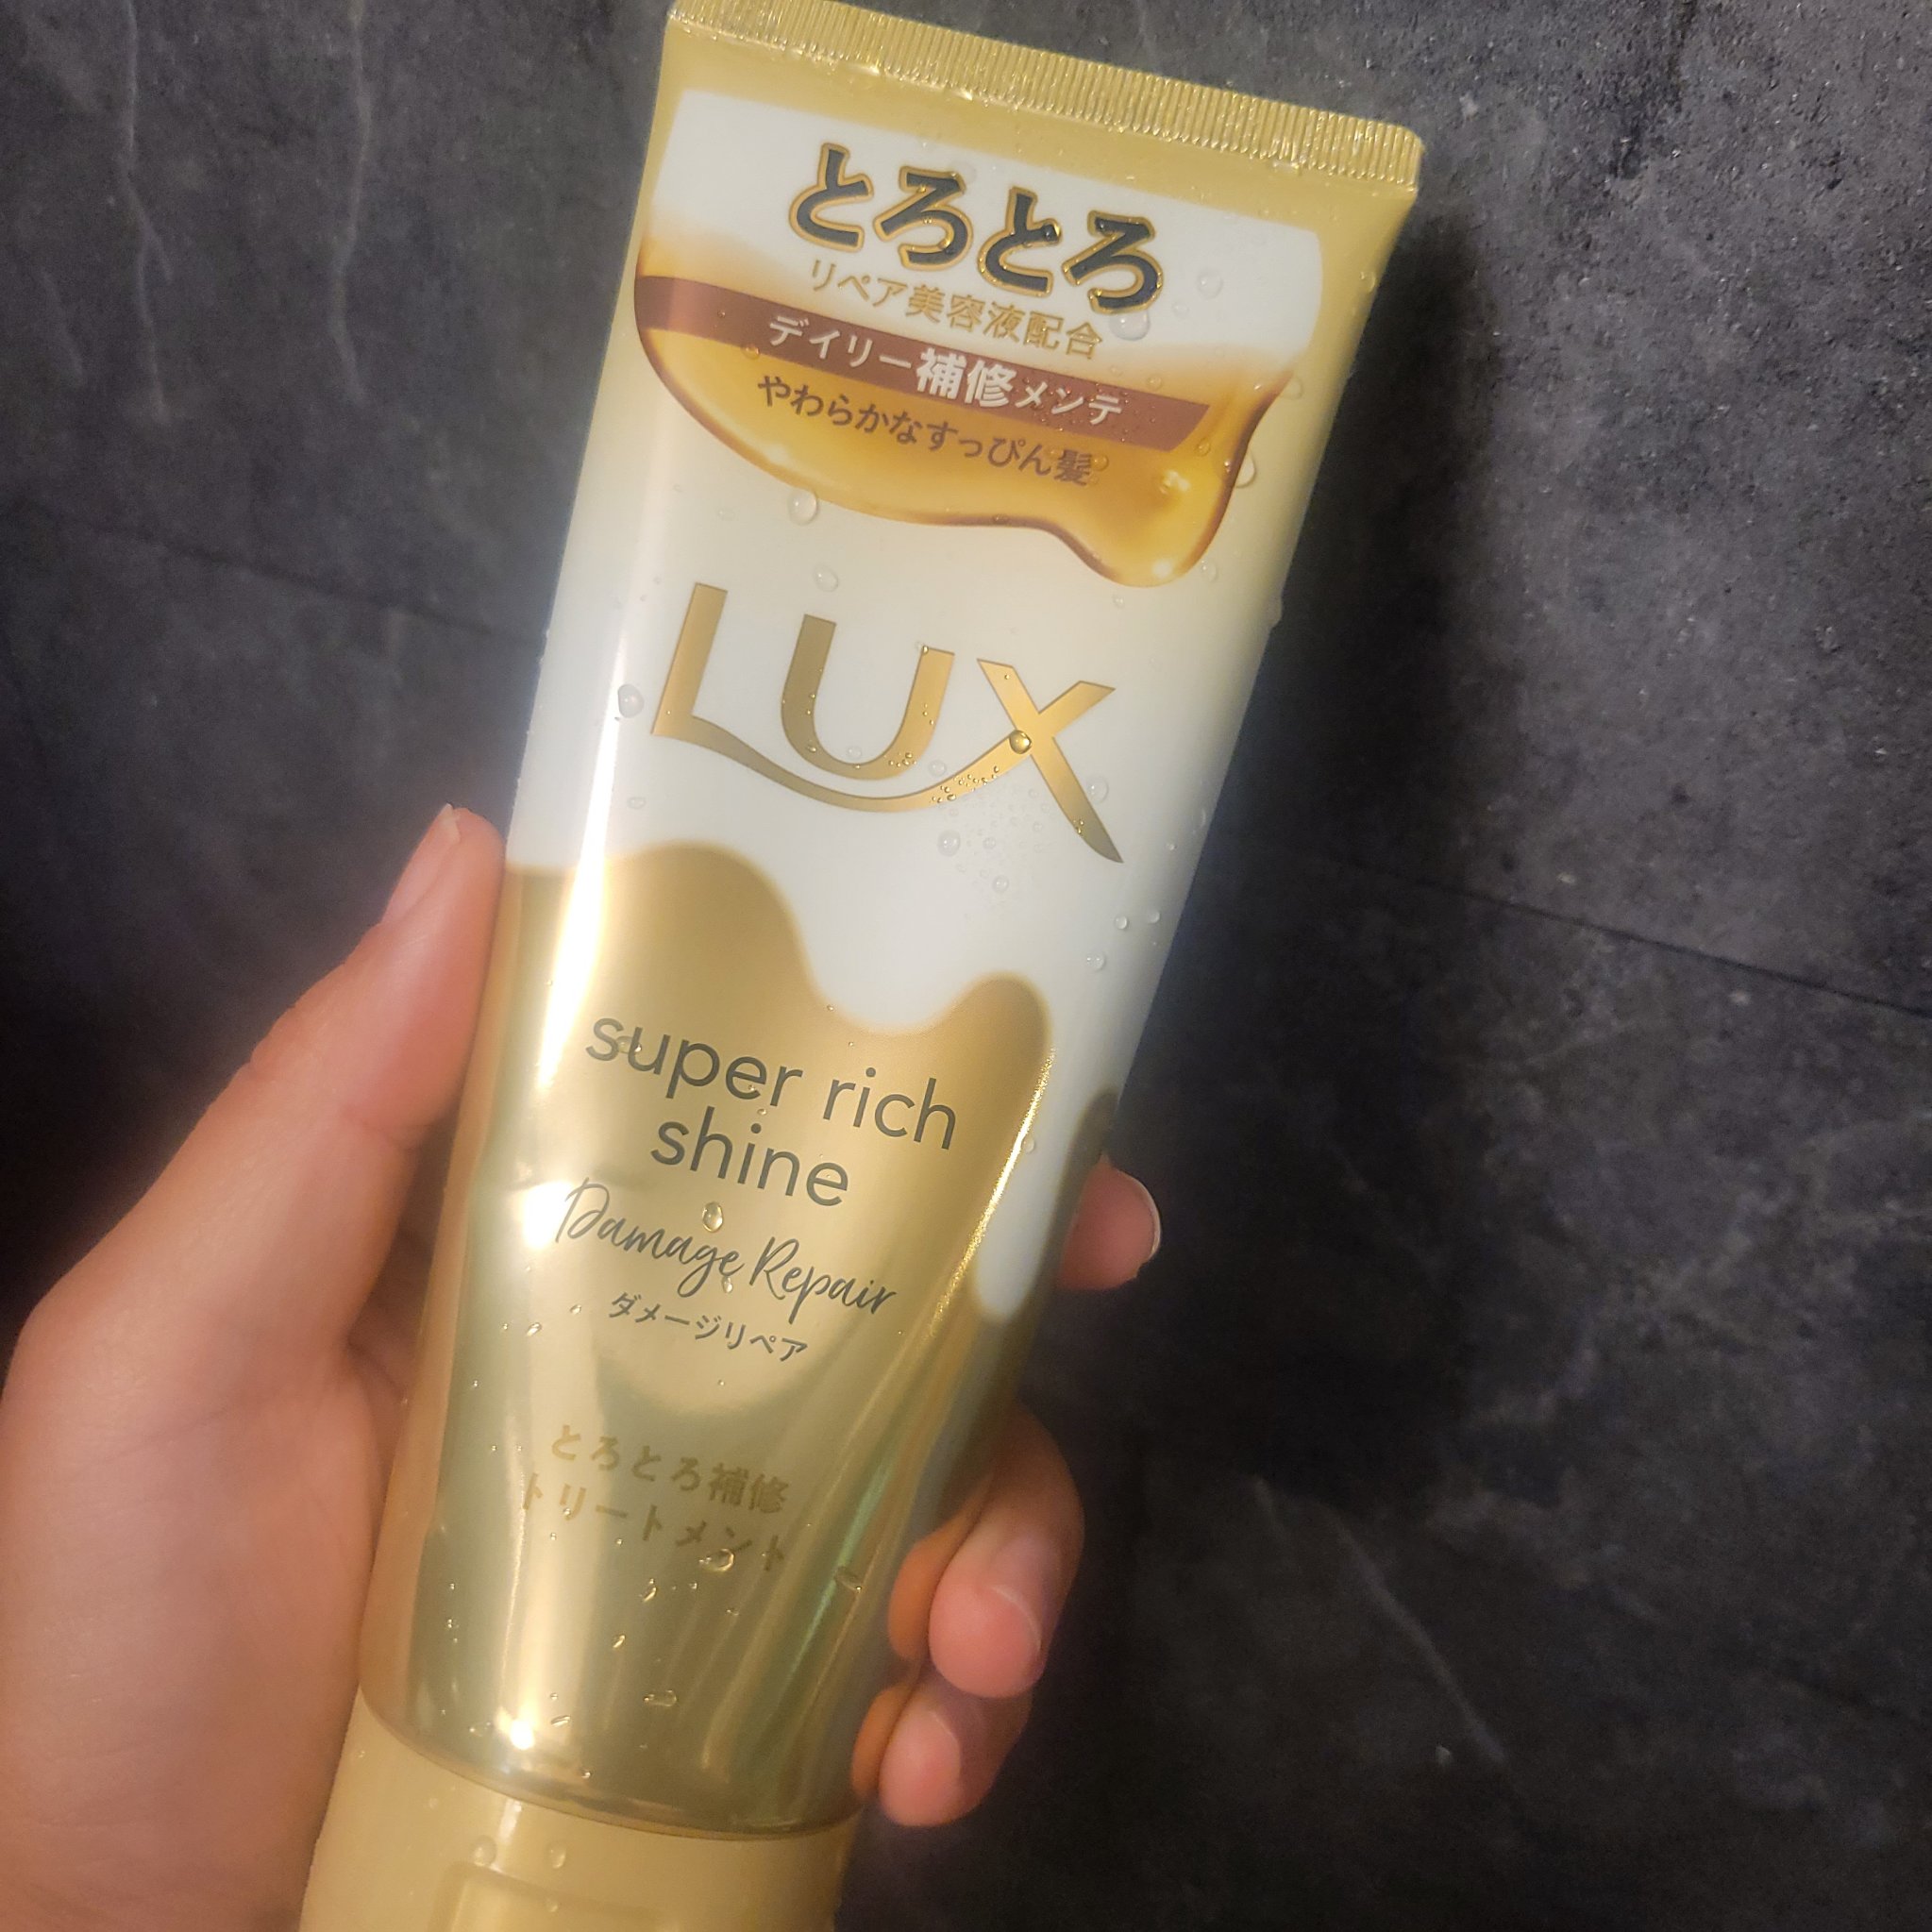 とろとろ
リペア美容液配合
デイリー補修メンテ
やわらかなすっぴん髪
LUX
super rich
shine
Damage Repair
ダメージリペア
とろとろ補修
トリートメント